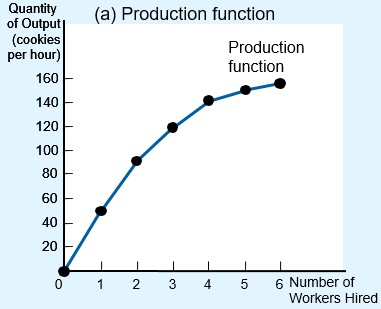 Quantity
of Output
(cookies
per hour)
(a) Production function
Production
function
160
140
120
100
80
60
40
20
0 1 2 3 4 5 6
Number of
Workers Hired